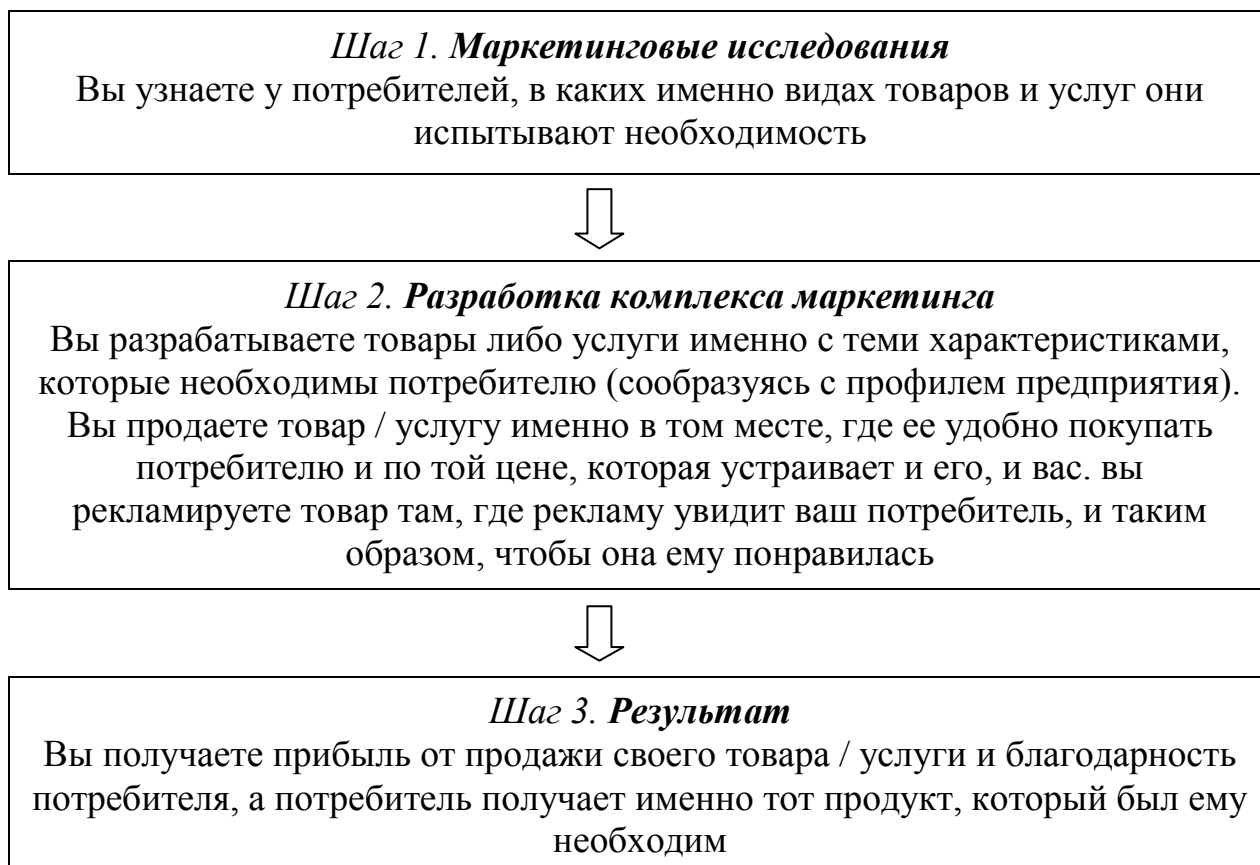 Шаг 1. Маркетинговые исследования
Вы узнаете у потребителей, в каких именно видах товаров и услуг они
испытывают необходимость
Шаг 2. Разработка комплекса маркетинга
Вы разрабатываете товары либо услуги именно с теми характеристиками,
которые необходимы потребителю (сообразуясь с профилем предприятия).
Вы продаете товар / услугу именно в том месте, где ее удобно покупать
потребителю и по той цене, которая устраивает и его, и вас. вы
рекламируете товар там, где рекламу увидит ваш потребитель, и таким
образом, чтобы она ему понравилась
Шаг 3. Результат
Вы получаете прибыль от продажи своего товара / услуги и благодарность
потребителя, а потребитель получает именно тот продукт, который был ему
необходим